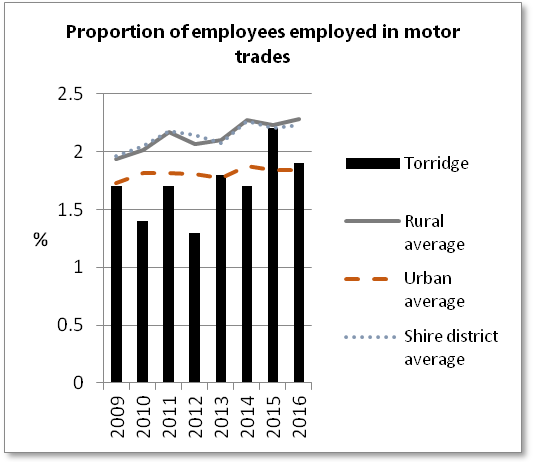 Proportion of employees employed in motor
trades
2.5
2
1.5
1
0.5
0
%
2009
2010
2011
2012
2013
2014
2015
2016
Torridge
Rural
average
Urban
average
Shire district
average